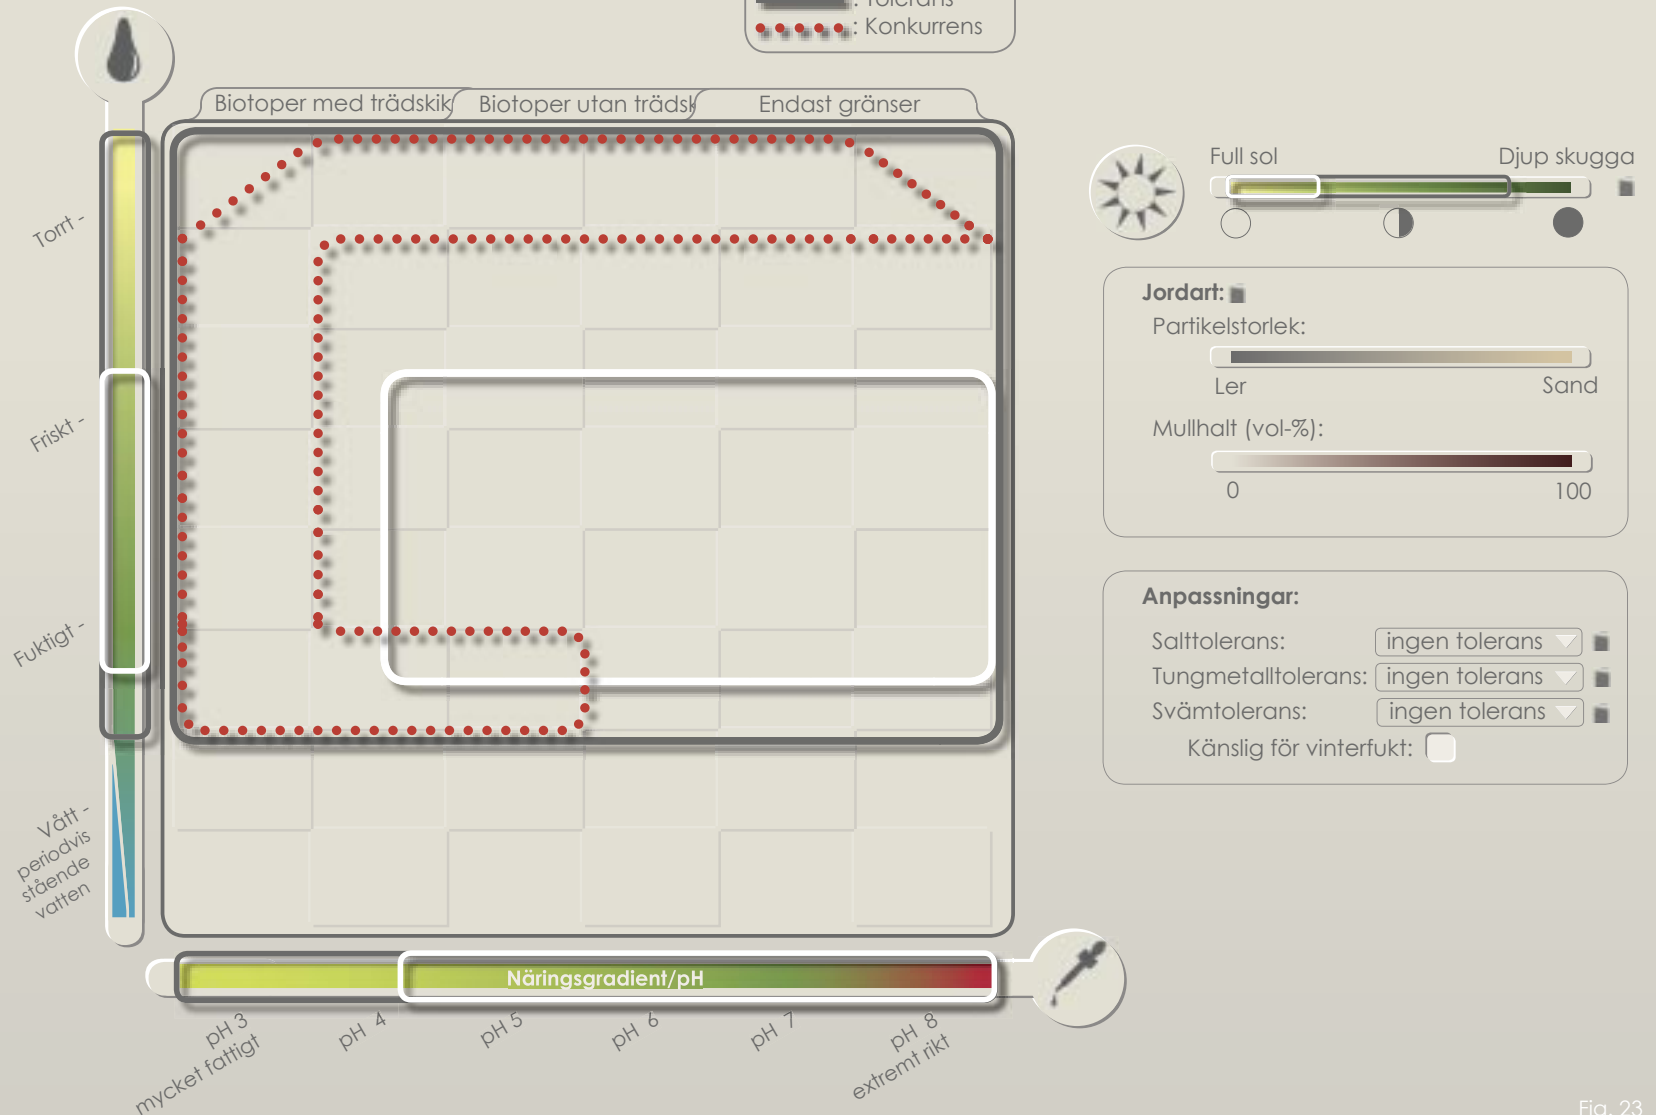 : Tolerans
: Konkurrens
Biotoper med trädskik
Biotoper utan trädsk
Endast gränser
Torrt -
Friskt -
Fuktigt -
Vått -
periodvis
stående
vatten
Näringsgradient/pH
pH 3
mycket fattigt
pH 4
pH 5
pH 6
pH 7
pH 8
extremt rikt
Full sol
Djup skugga
Jordart:
Partikelstorlek:
Ler
Sand
Mullhalt (vol-%):
0
100
Anpassningar:
Salttolerans: ingen tolerans
Tungmetalltolerans: ingen tolerans
Svämtolerans: ingen tolerans
Känslig för vinterfukt:
Fig. 23